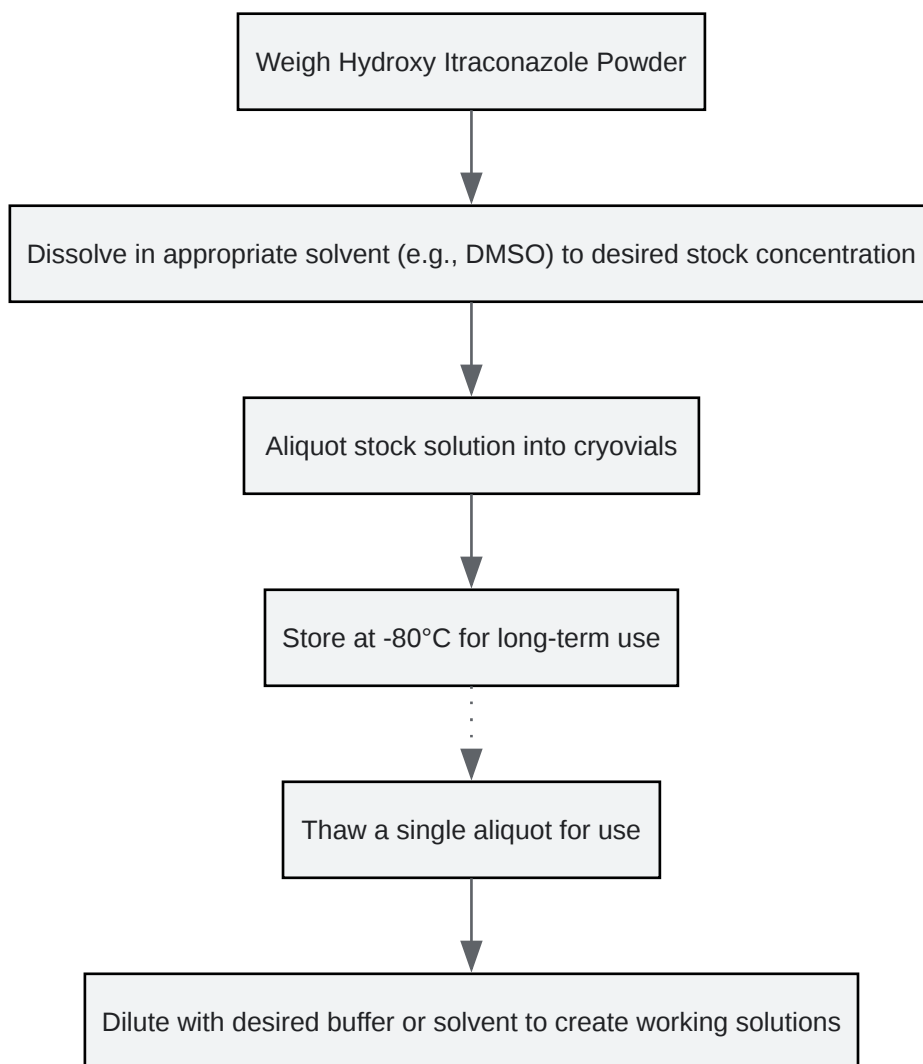 Weigh Hydroxy Itraconazole Powder
Dissolve in appropriate solvent (e.g., DMSO) to desired stock concentration
Aliquot stock solution into cryovials
Store at -80°C for long-term use
Thaw a single aliquot for use
Dilute with desired buffer or solvent to create working solutions